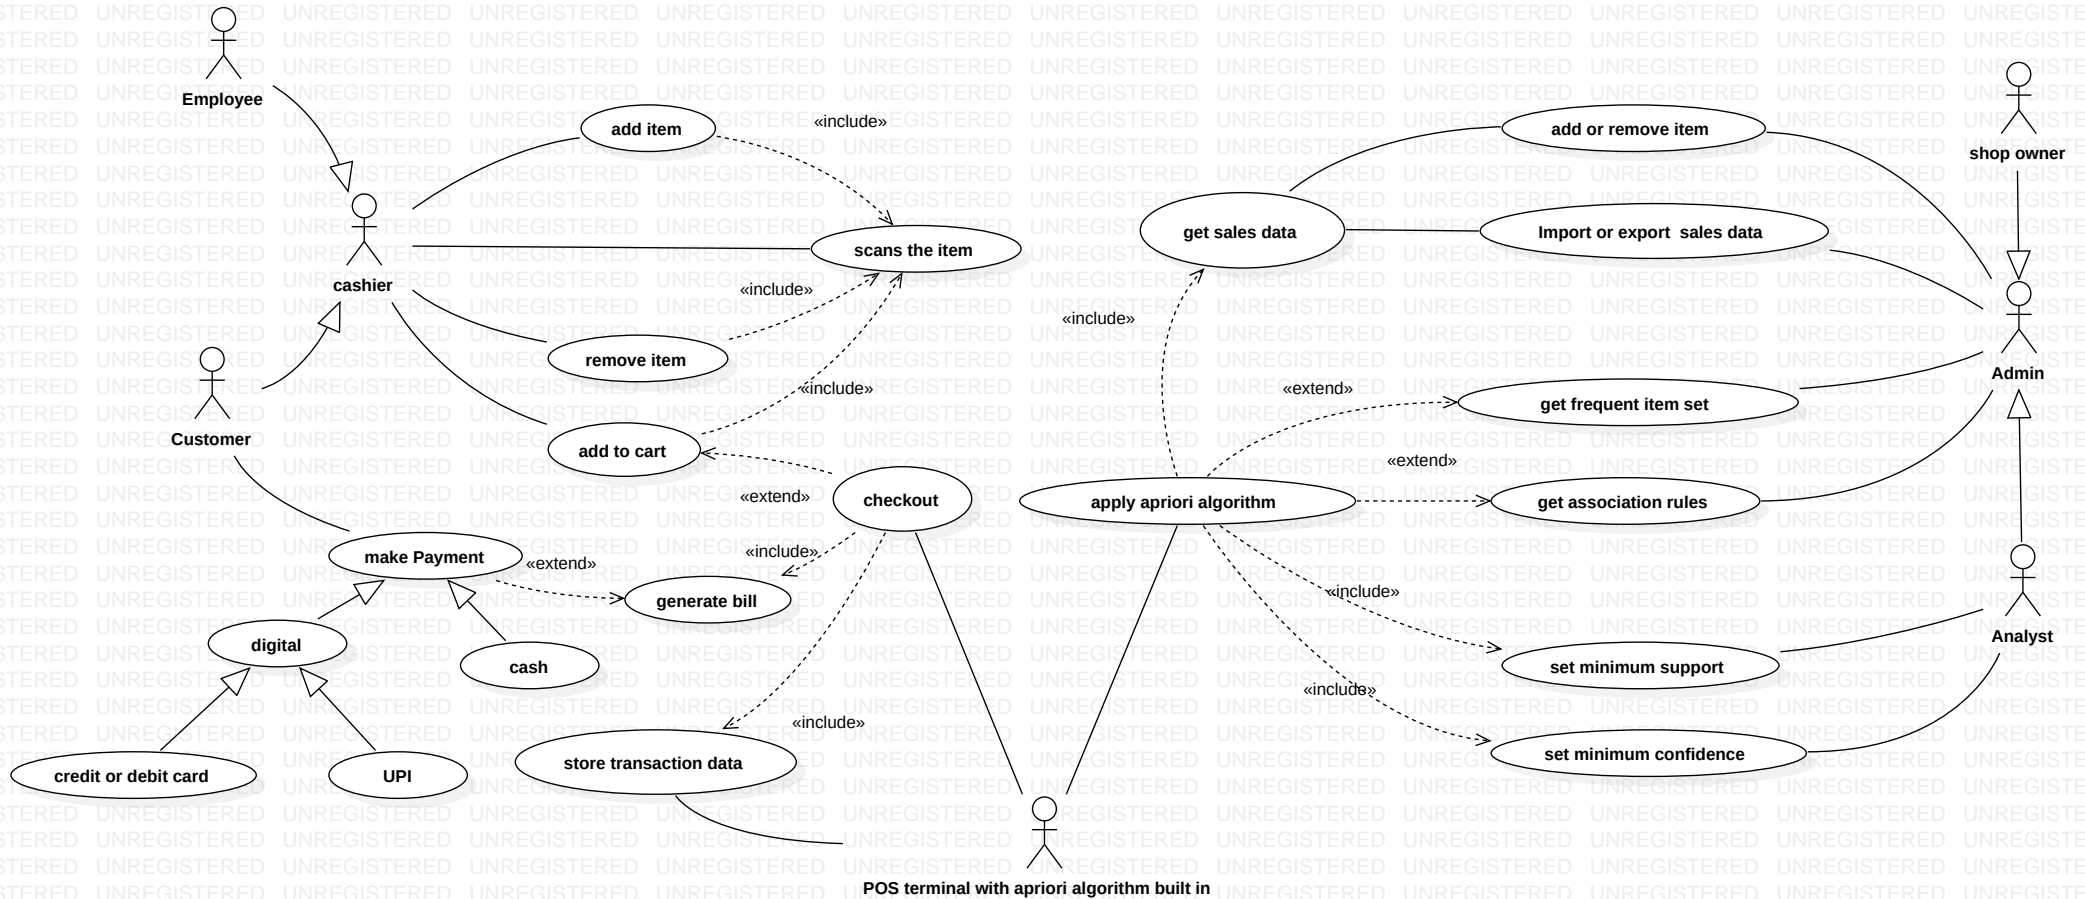 Employee
add item
«include»
add or remove item
shop owner
cashier
scans the item
get sales data
Import or export  sales data
«include»
«include»
remove item
«include»
Admin
Customer
add to cart
«extend»
get frequent item set
«extend»
checkout
«extend»
apply apriori algorithm
get association rules
make Payment
«extend»
«include»
generate bill
«include»
Analyst
digital
cash
set minimum support
«include»
«include»
credit or debit card
UPI
store transaction data
set minimum confidence
POS terminal with apriori algorithm built in
UNREGISTERED